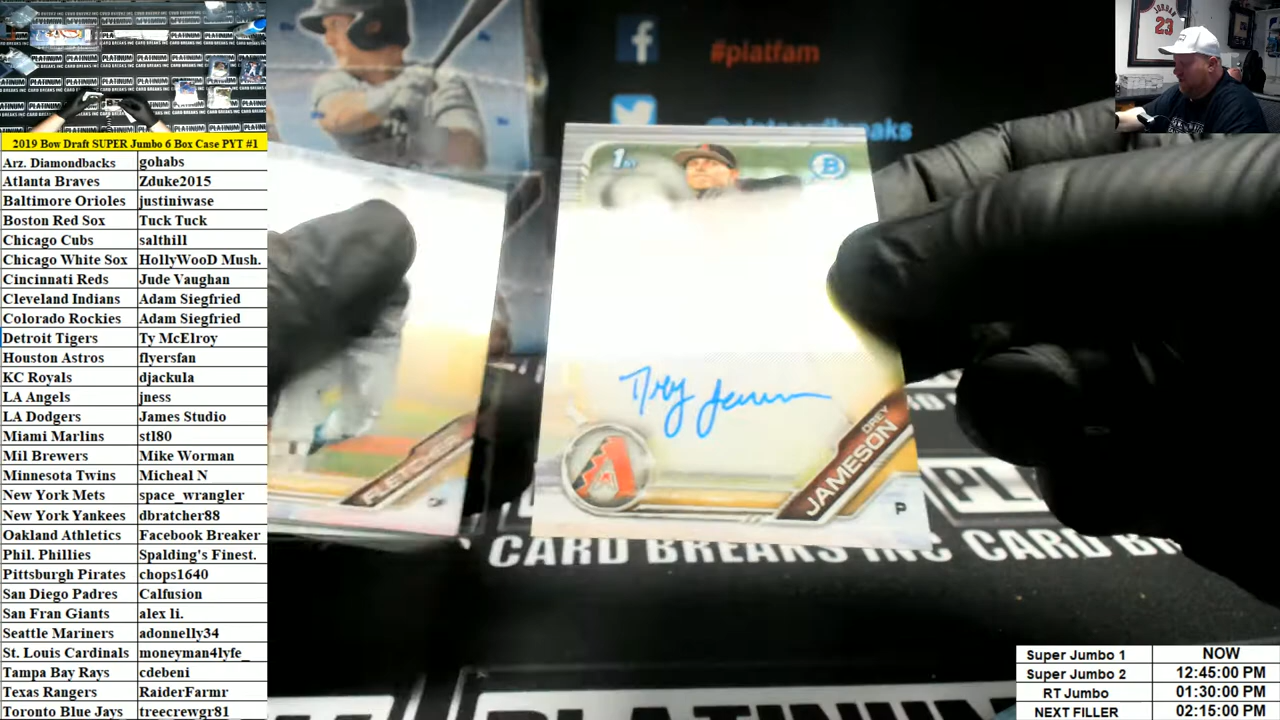 2019 Bow Draft SUPER Jumbo 6 Box Case PYT #1
Arz. Diamondbacks gohabs
Atlanta Braves Zduke2015
Baltimore Orioles justiniwase
Boston Red Sox Tuck Tuck
Chicago Cubs salthill
Chicago White Sox HollyWooD Mush.
Cincinnati Reds Jude Vaughan
Cleveland Indians Adam Siegfried
Colorado Rockies Adam Siegfried
Detroit Tigers Ty McElroy
Houston Astros flyersfan
KC Royals djackula
LA Angels jness
LA Dodgers James Studio
Miami Marlins stl80
Mil Brewers Mike Worman
Minnesota Twins Micheal N
New York Mets space_wrangler
New York Yankees dbratcher88
Oakland Athletics Facebook Breaker
Phil. Phillies Spalding's Finest.
Pittsburgh Pirates chops1640
San Diego Padres Calfusion
San Fran Giants alex li.
Seattle Mariners adonnelly34
St. Louis Cardinals moneyman4lyfe_
Tampa Bay Rays cdebeni
Texas Rangers RaiderFarmr
Toronto Blue Jays treecrewgr81
f
#platfam
1st
B
FLETCHER
DREY
JAMESON
P
PL
CARD BREAKS INC CARD BR
23
Super Jumbo 1 NOW
Super Jumbo 2 12:45:00 PM
RT Jumbo 01:30:00 PM
NEXT FILLER 02:15:00 PM